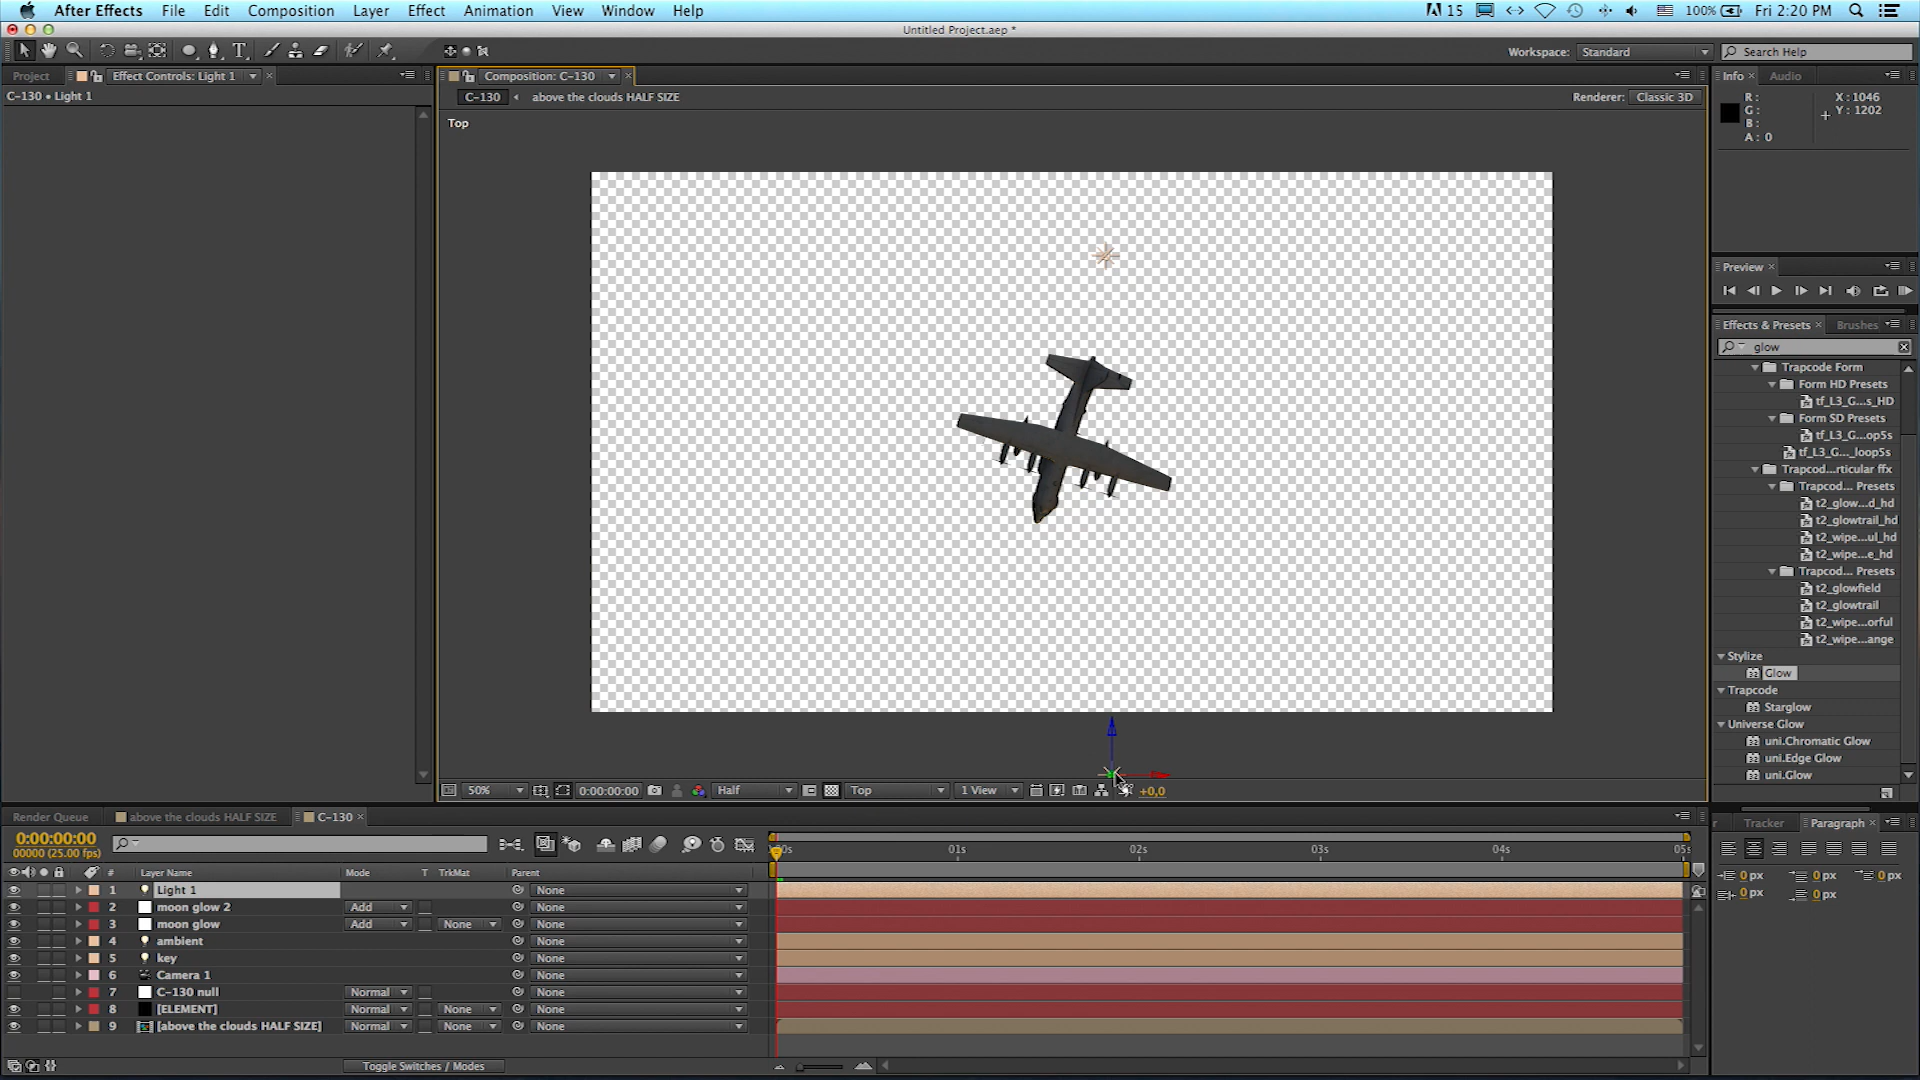 After Effects File Edit Composition Layer Effect Animation View Window Help 15 100% Fri 2:20 PM
Untitled Project.aep *
Workspace: Standard Search Help
Project Effect Controls: Light 1 Composition: C-130 Info Audio
C-130 • Light 1
C-130 above the clouds HALF SIZE Renderer: Classic 3D
Top
R :
G :
B :
A : 0
X : 1046
Y : 1202
Preview
Effects & Presets Brushes
glow
Trapcode Form
Form HD Presets
tf_L3_G...s_HD
Form SD Presets
tf_L3_G...op5s
tf_L3_G..._loop5s
Trapcod...rticular ffx
Trapcod... Presets
t2_glow...d_hd
t2_glowtrail_hd
t2_wipe...ul_hd
t2_wipe...e_hd
Trapcod... Presets
t2_glowfield
t2_glowtrail
t2_wipe...orful
t2_wipe...ange
Stylize
Glow
Trapcode
Starglow
Universe Glow
uni.Chromatic Glow
uni.Edge Glow
uni.Glow
50% 0:00:00:00 Half Top 1 View +0,0
Render Queue above the clouds HALF SIZE C-130
Tracker Paragraph
0:00:00:00
00000 (25.00 fps)
01s 02s 03s 04s
# Layer Name Mode T TrkMat Parent
0 px 0 px 0 px
0 px 0 px
1 Light 1 None
2 moon glow 2 Add None
3 moon glow Add None None
4 ambient None
5 key None
6 Camera 1 None
7 C-130 null Normal None
8 [ELEMENT] Normal None None
9 [above the clouds HALF SIZE] Normal None None
Toggle Switches / Modes